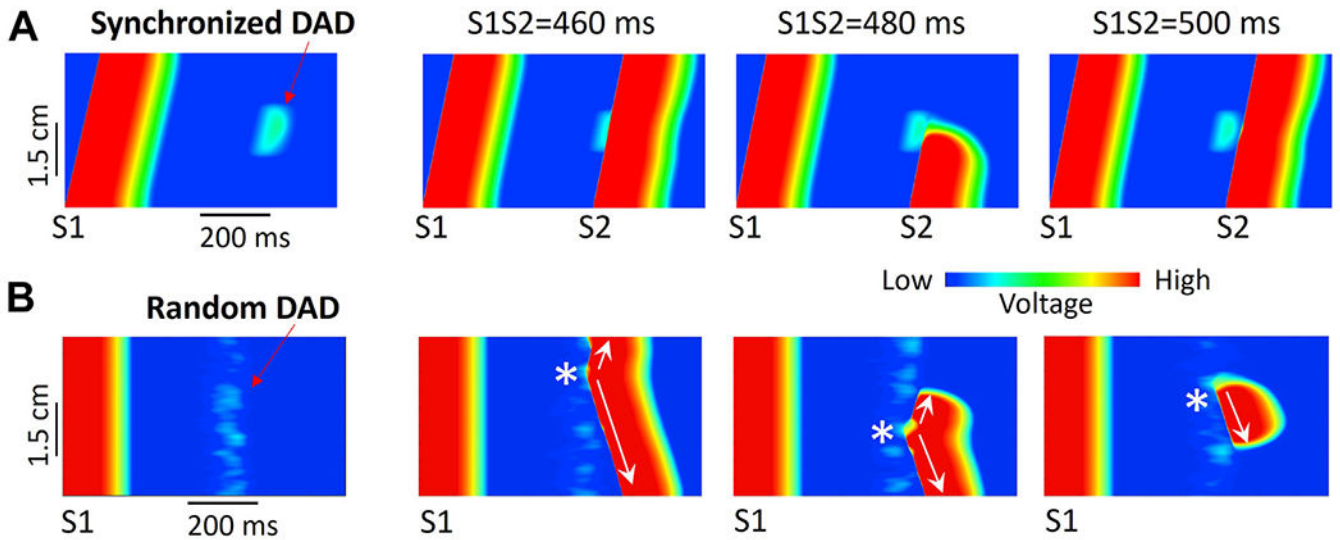 A
Synchronized DAD
S1S2=460 ms
S1S2=480 ms
S1S2=500 ms
1.5 cm
S1
200 ms
S1
S2
S1
S2
S1
S2
Low
High
Voltage
B
Random DAD
*
*
*
1.5 cm
S1
200 ms
S1
S1
S1